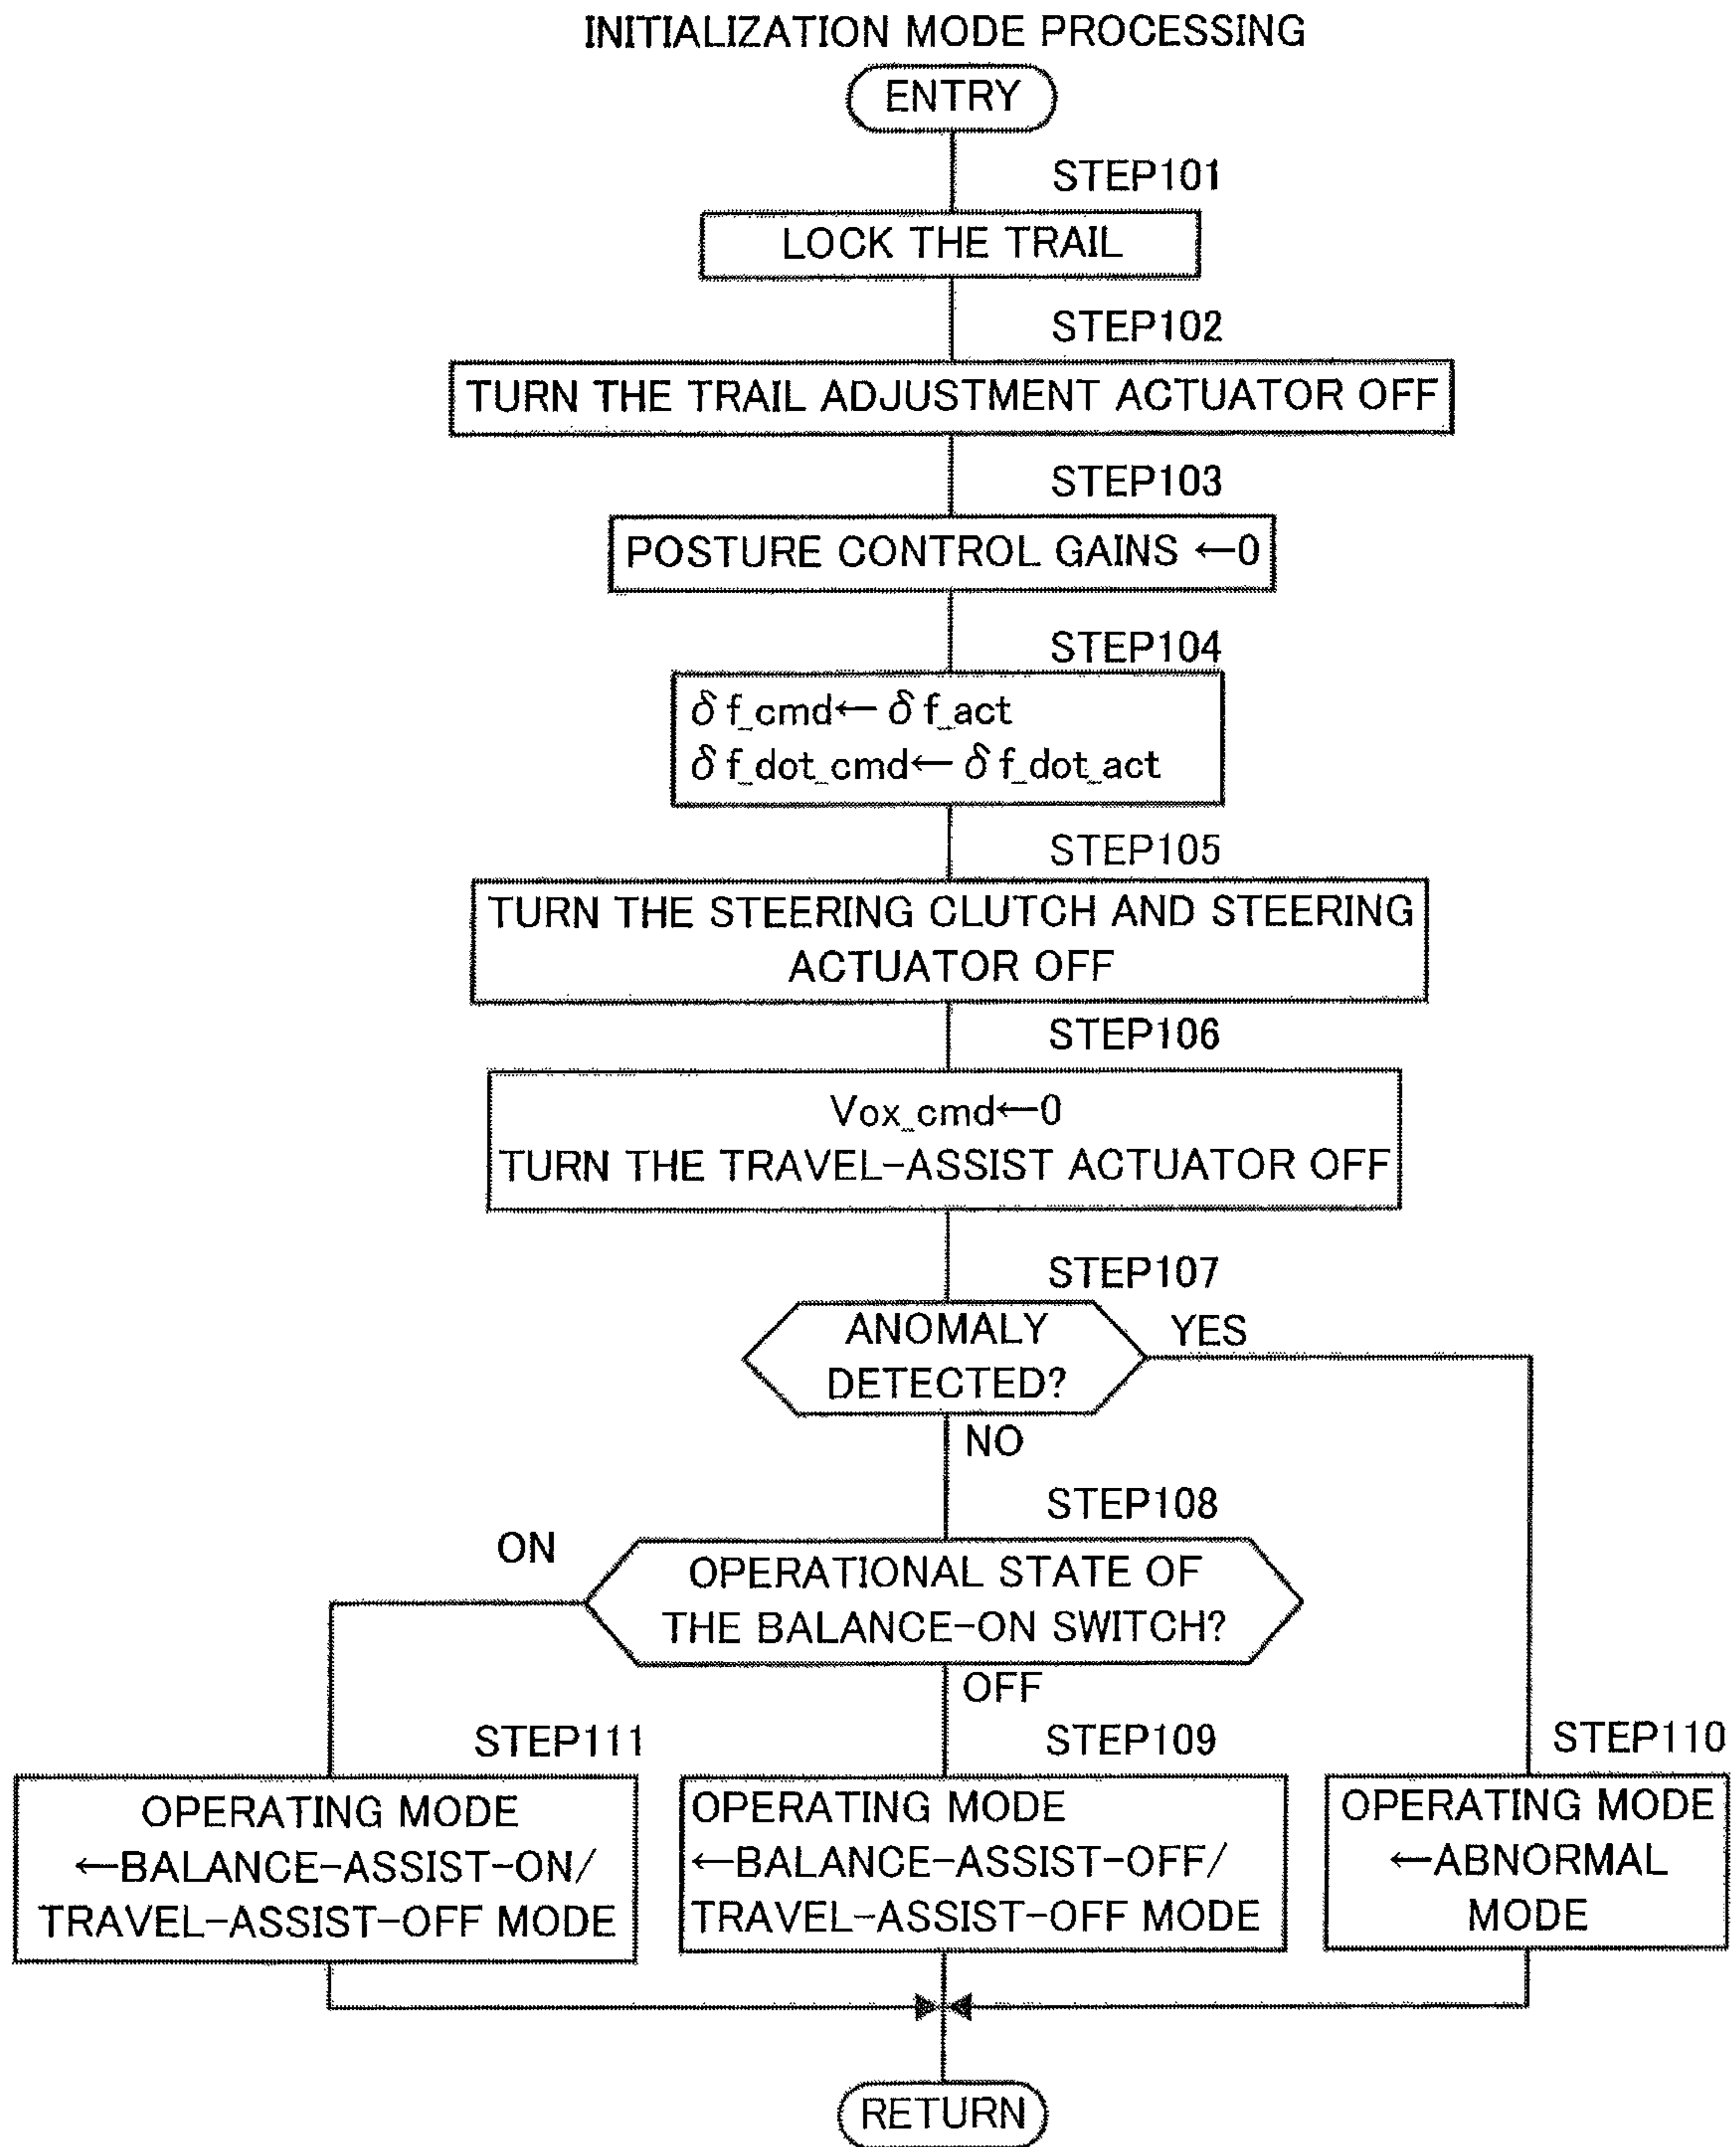 INITIALIZATION MODE PROCESSING
ENTRY
STEP101
LOCK THE TRAIL
STEP102
TURN THE TRAIL ADJUSTMENT ACTUATOR OFF
STEP103
POSTURE CONTROL GAINS ←0
STEP104
δf_cmd← δf_act
δf_dot_cmd← δf_dot_act
STEP105
TURN THE STEERING CLUTCH AND STEERING
ACTUATOR OFF
STEP106
Vox_cmd←0
TURN THE TRAVEL-ASSIST ACTUATOR OFF
STEP107
ANOMALY
DETECTED?
YES
NO
STEP108
ON
OPERATIONAL STATE OF
THE BALANCE-ON SWITCH?
OFF
STEP111
OPERATING MODE
←BALANCE-ASSIST-ON/
TRAVEL-ASSIST-OFF MODE
STEP109
OPERATING MODE
←BALANCE-ASSIST-OFF/
TRAVEL-ASSIST-OFF MODE
STEP110
OPERATING MODE
←ABNORMAL
MODE
RETURN